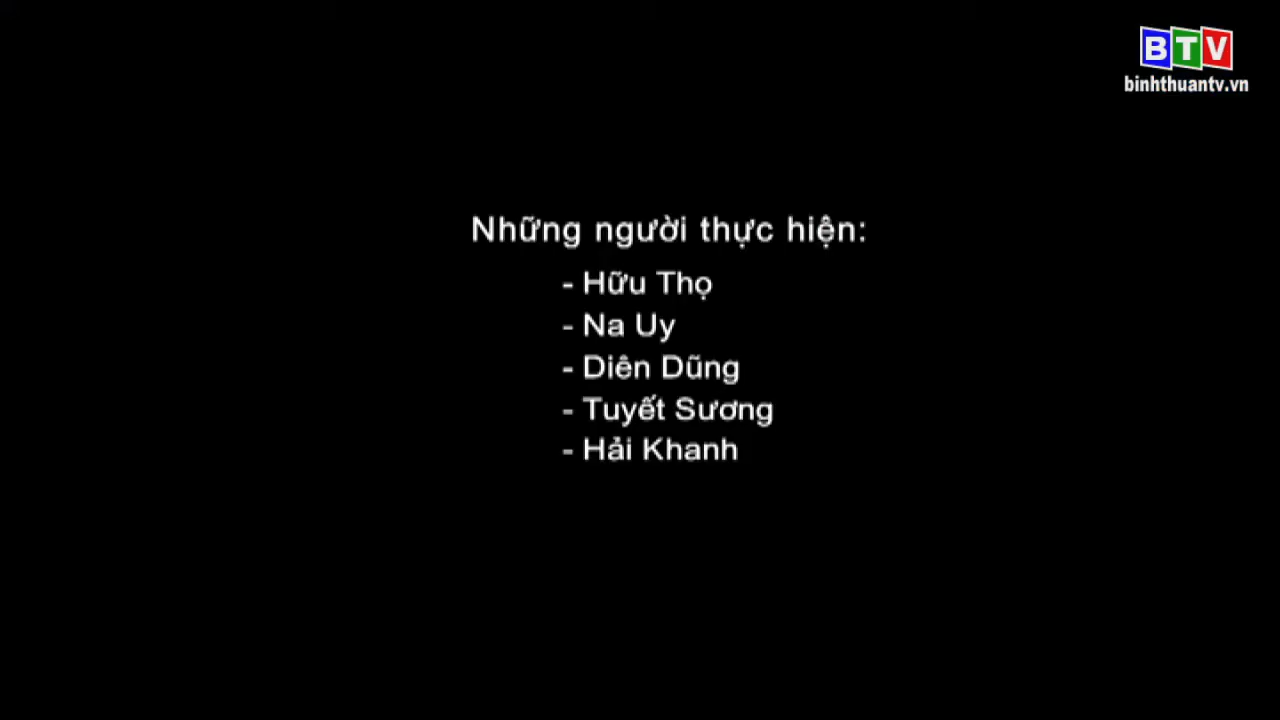 BTV
binhthuantv.vn
Những người thực hiện:
- Hữu Thọ
- Na Uy
- Diên Dũng
- Tuyết Sương
- Hải Khanh